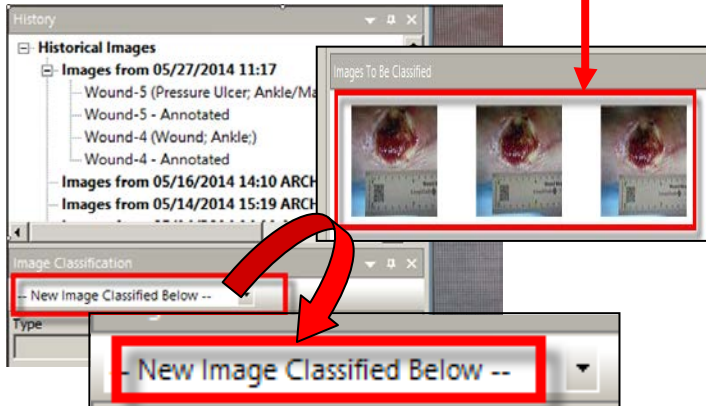 History
Historical Images
Images from 05/27/2014 11:17
Wound-5 (Pressure Ulcer; Ankle/Ma
Wound-5 - Annotated
Wound-4 (Wound; Ankle;)
Wound-4 - Annotated
Images from 05/16/2014 14:10 ARCH
Images from 05/14/2014 15:19 ARCH
Images To Be Classified
Image Classification
-- New Image Classified Below --
Type
- New Image Classified Below --